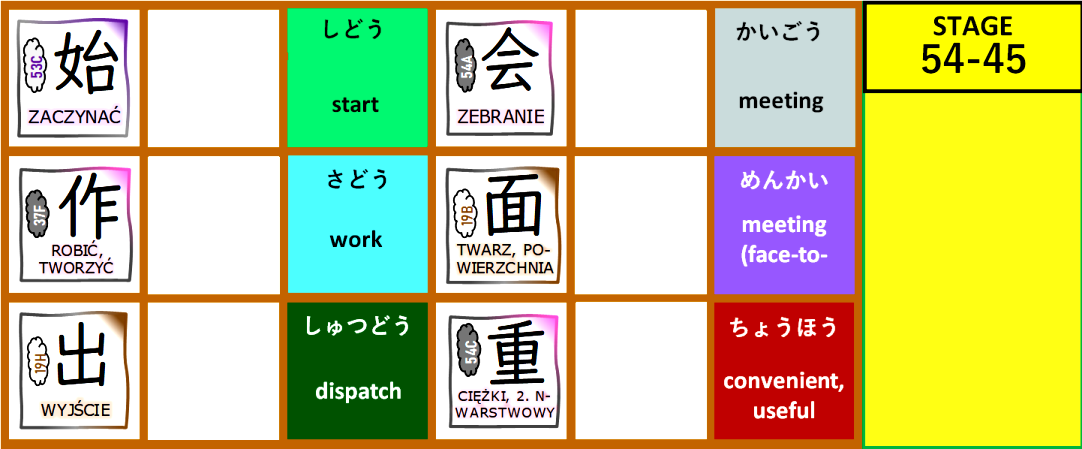 53C
始
ZACZYNAĆ
しどう
start
54A
会
ZEBRANIE
かいごう
meeting
STAGE
54-45
37F
作
ROBIĆ,
TWORZYĆ
さどう
work
19B
面
TWARZ, PO-
WIERZCHNIA
めんかい
meeting
(face-to-
19H
出
WYJŚCIE
しゅつどう
dispatch
54C
重
CIĘŻKI, 2. N-
WARSTWOWY
ちょうほう
convenient,
useful